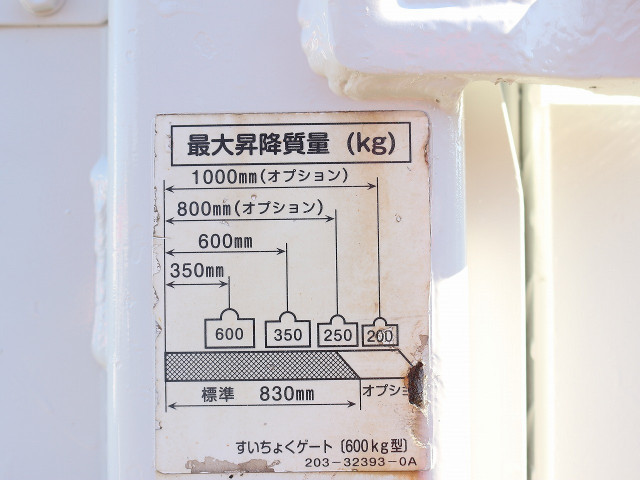 最大昇降質量 (kg)
1000mm(オプション)
800mm(オプション)
600mm
350mm
600 350 250 200
標準 830mm オプショ
すいちょくゲート〔600kg型〕
203-32393-0A